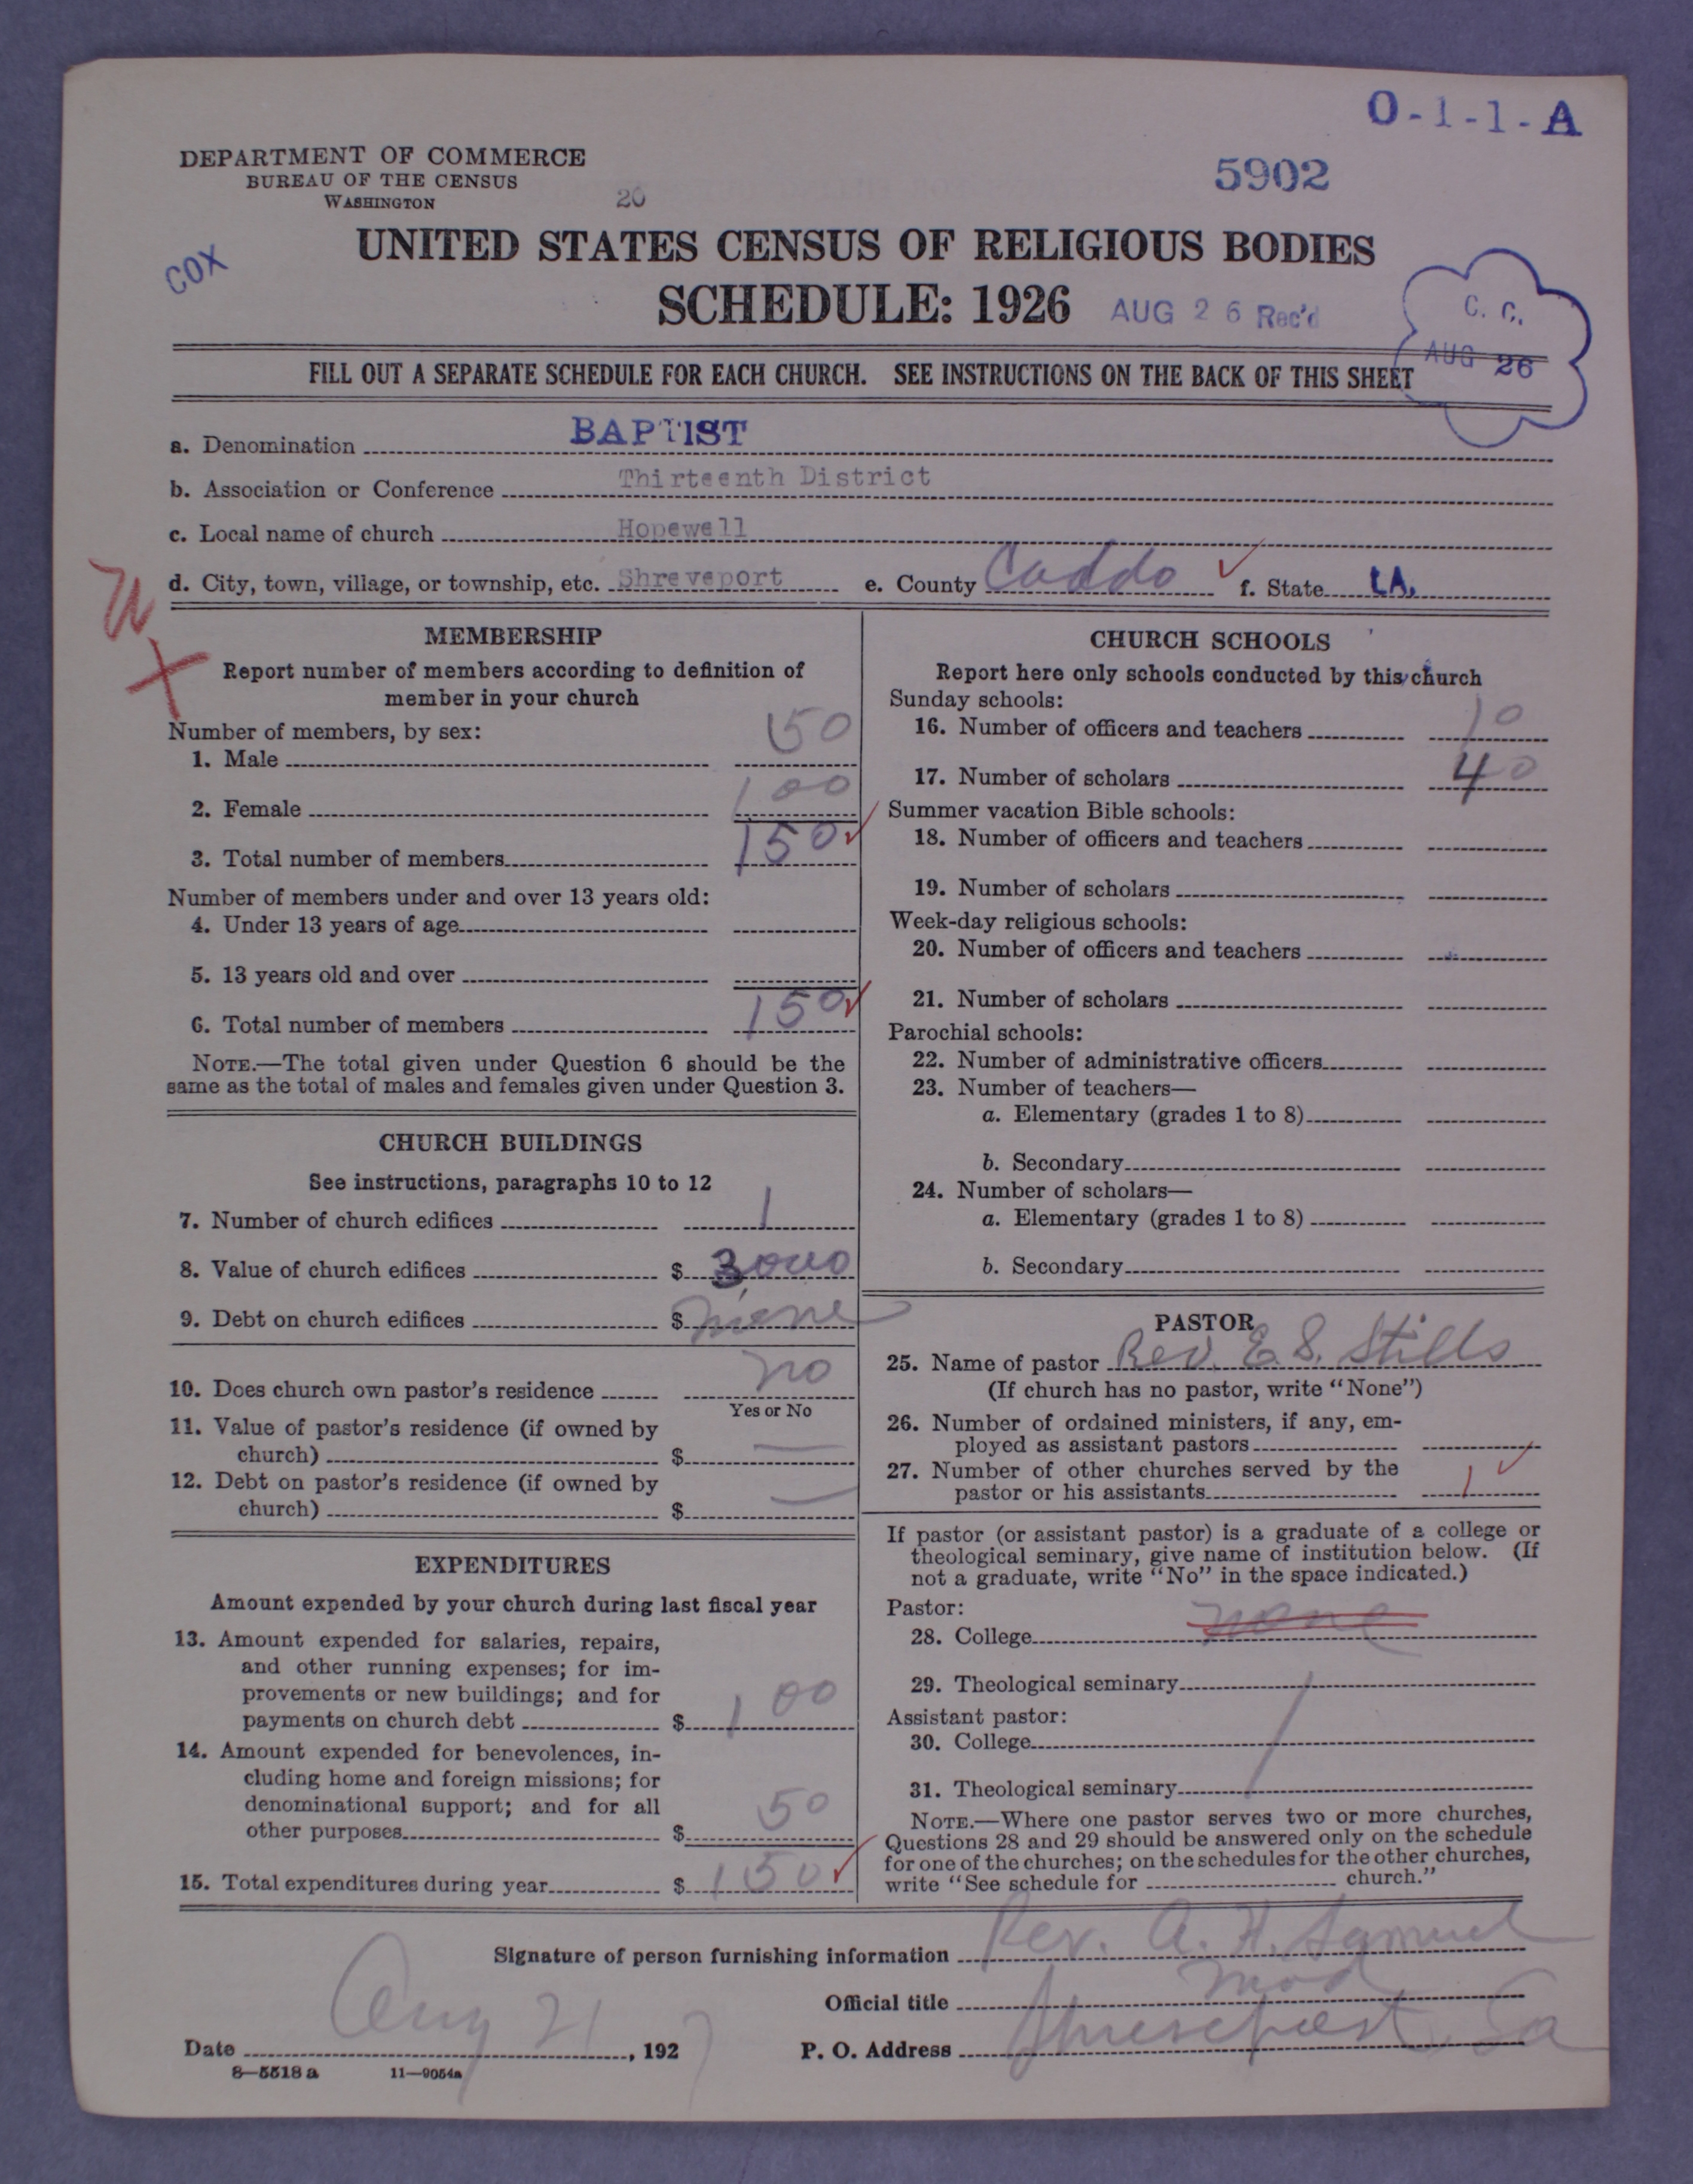 O-1-1-A
DEPARTMENT OF COMMERCE
BUREAU OF THE CENSUS
WASHINGTON
20
5902
COX
UNITED STATES CENSUS OF RELIGIOUS BODIES
SCHEDULE: 1926
AUG 26 Rec'd
C. C.
AUG 26
FILL OUT A SEPARATE SCHEDULE FOR EACH CHURCH. SEE INSTRUCTIONS ON THE BACK OF THIS SHEET
a. Denomination BAPTIST
b. Association or Conference Thirteenth District
c. Local name of church Hopewell
d. City, town, village, or township, etc. Shreveport e. County Caddo f. State LA.
MEMBERSHIP
Report number of members according to definition of
member in your church
Number of members, by sex:
1. Male 50
2. Female 100
3. Total number of members 150
Number of members under and over 13 years old:
4. Under 13 years of age
5. 13 years old and over
6. Total number of members 150
NOTE.—The total given under Question 6 should be the
same as the total of males and females given under Question 3.
CHURCH BUILDINGS
See instructions, paragraphs 10 to 12
7. Number of church edifices 1
8. Value of church edifices $ 3000
9. Debt on church edifices $ none
10. Does church own pastor's residence no
Yes or No
11. Value of pastor's residence (if owned by
church) $ —
12. Debt on pastor's residence (if owned by
church) $ —
EXPENDITURES
Amount expended by your church during last fiscal year
13. Amount expended for salaries, repairs,
and other running expenses; for im-
provements or new buildings; and for
payments on church debt $ 100
14. Amount expended for benevolences, in-
cluding home and foreign missions; for
denominational support; and for all
other purposes $ 50
15. Total expenditures during year $ 150
CHURCH SCHOOLS
Report here only schools conducted by this church
Sunday schools:
16. Number of officers and teachers 10
17. Number of scholars 40
Summer vacation Bible schools:
18. Number of officers and teachers
19. Number of scholars
Week-day religious schools:
20. Number of officers and teachers
21. Number of scholars
Parochial schools:
22. Number of administrative officers
23. Number of teachers—
a. Elementary (grades 1 to 8)
b. Secondary
24. Number of scholars—
a. Elementary (grades 1 to 8)
b. Secondary
PASTOR
25. Name of pastor Rev. E. S. Stills
(If church has no pastor, write "None")
26. Number of ordained ministers, if any, em-
ployed as assistant pastors
27. Number of other churches served by the
pastor or his assistants 1
If pastor (or assistant pastor) is a graduate of a college or
theological seminary, give name of institution below. (If
not a graduate, write "No" in the space indicated.)
Pastor:
28. College none
29. Theological seminary
Assistant pastor:
30. College
31. Theological seminary
NOTE.—Where one pastor serves two or more churches,
Questions 28 and 29 should be answered only on the schedule
for one of the churches; on the schedules for the other churches,
write "See schedule for church."
Signature of person furnishing information Rev. A. H. Samuel
Official title Mod
Date Aug 21, 1927 P. O. Address Shreveport, La
8—5518 a 11—9054a